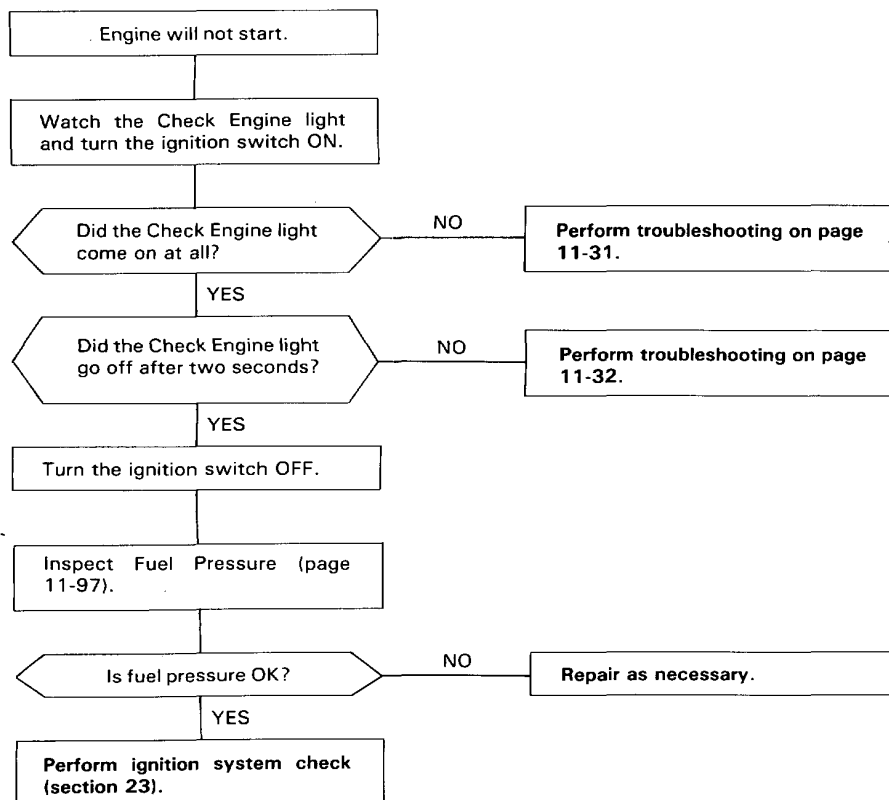 Engine will not start.
Watch the Check Engine light
and turn the ignition switch ON.
Did the Check Engine light
come on at all?
NO
Perform troubleshooting on page
11-31.
YES
Did the Check Engine light
go off after two seconds?
NO
Perform troubleshooting on page
11-32.
YES
Turn the ignition switch OFF.
Inspect Fuel Pressure (page
11-97).
Is fuel pressure OK?
NO
Repair as necessary.
YES
Perform ignition system check
(section 23).